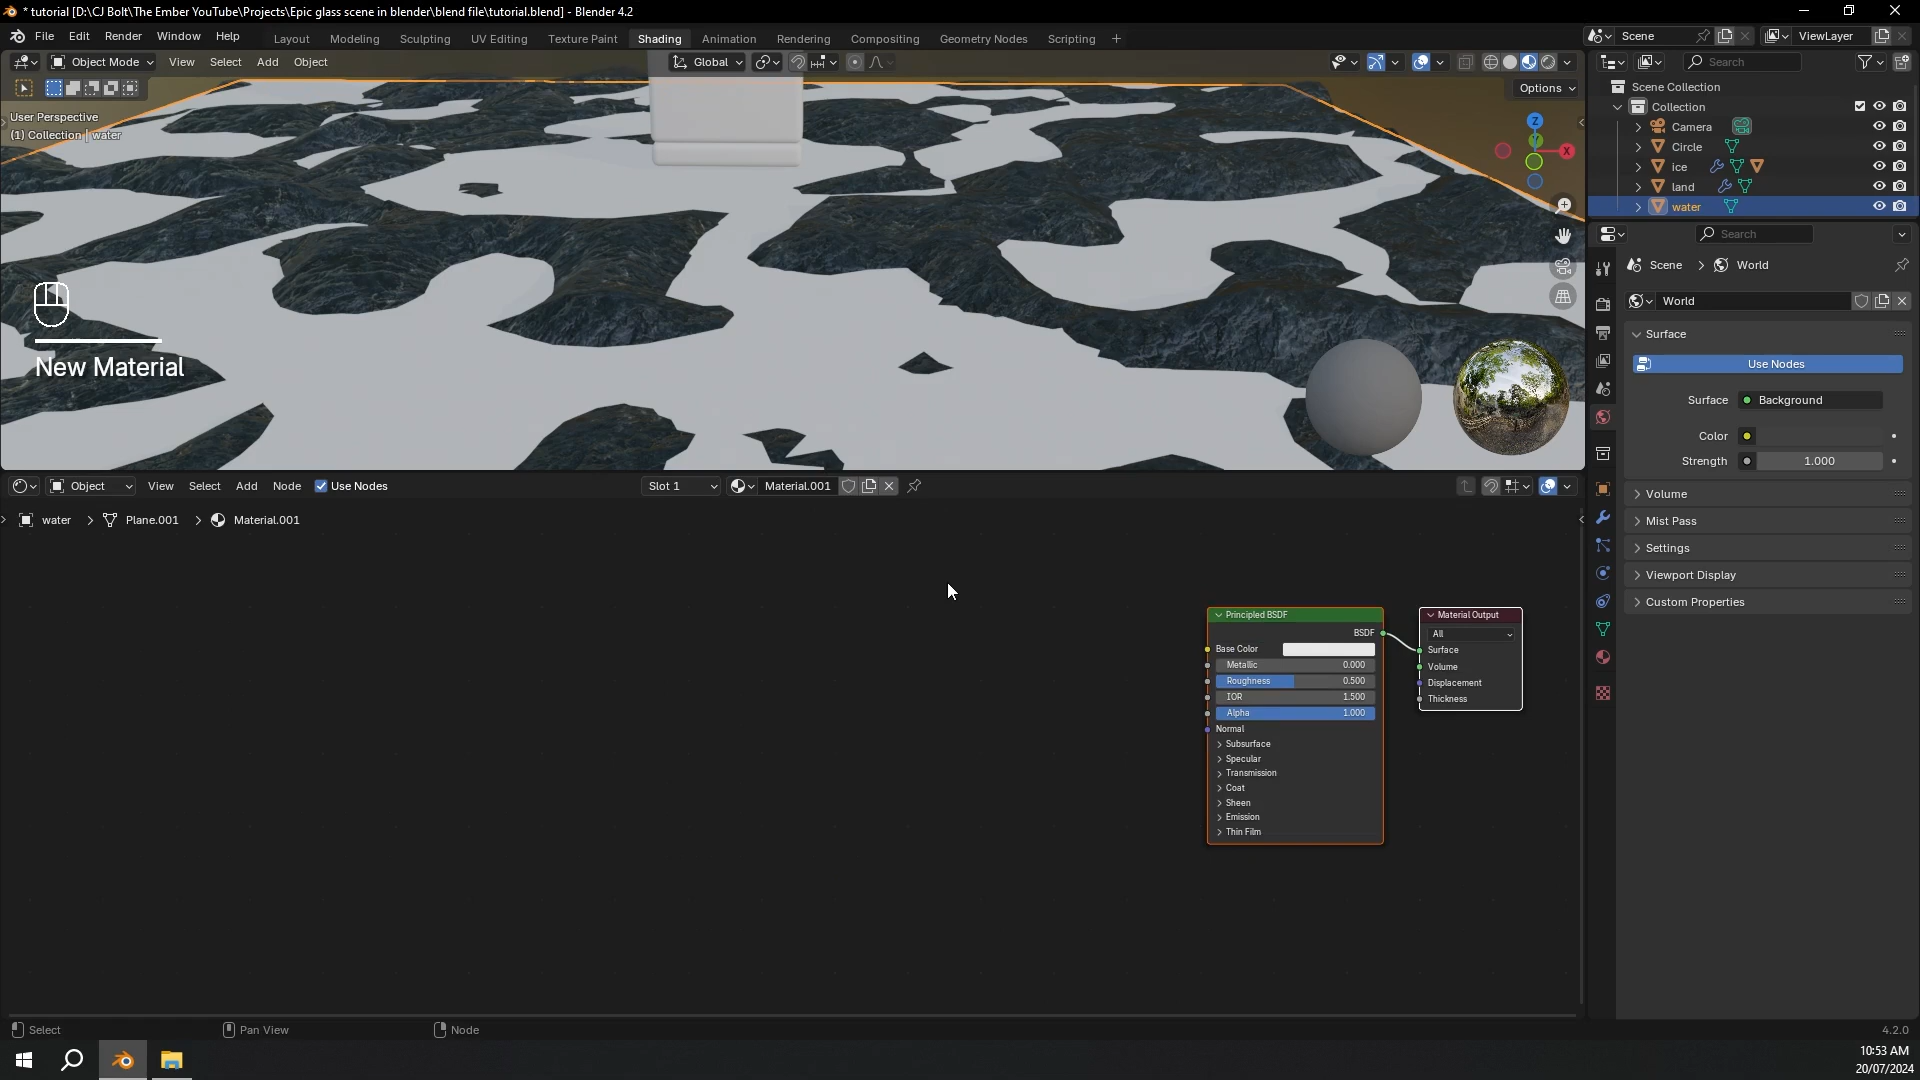 * tutorial [D:\CJ Bolt\The Ember YouTube\Projects\Epic glass scene in blender\blend file\tutorial.blend] - Blender 4.2
File Edit Render Window Help Layout Modeling Sculpting UV Editing Texture Paint Shading Animation Rendering Compositing Geometry Nodes Scripting + Scene ViewLayer
Object Mode View Select Add Object Global Search
Options
User Perspective
(1) Collection | water
Z
X
New Material
Scene Collection
Collection
Camera
Circle
ice
land
water
Search
Scene > World
World
Surface
Use Nodes
Surface Background
Color
Strength 1.000
Volume
Mist Pass
Settings
Viewport Display
Custom Properties
Object View Select Add Node Use Nodes Slot 1 Material.001
water > Plane.001 > Material.001
Principled BSDF
BSDF
Base Color
Metallic 0.000
Roughness 0.500
IOR 1.500
Alpha 1.000
Normal
Subsurface
Specular
Transmission
Coat
Sheen
Emission
Thin Film
Material Output
All
Surface
Volume
Displacement
Thickness
Select Pan View Node 4.2.0
10:53 AM
20/07/2024